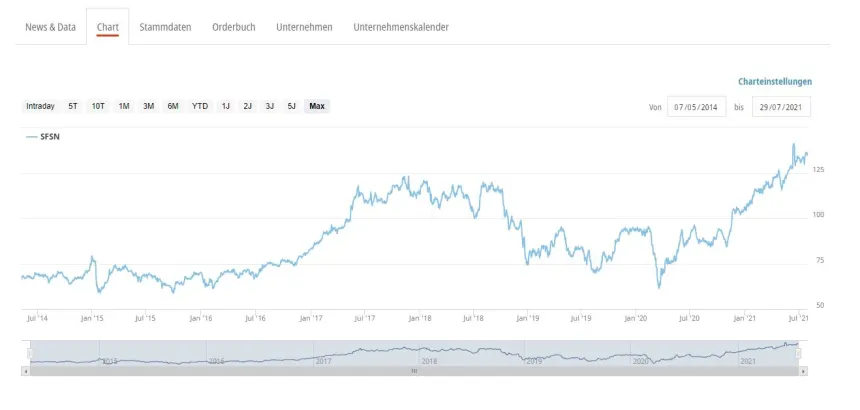 News & Data Chart Stammdaten Orderbuch Unternehmen Unternehmenskalender
Charteinstellungen
Intraday 5T 10T 1M 3M 6M YTD 1J 2J 3J 5J Max Von 07/05/2014 bis 29/07/2021
SFSN
125
100
75
50
Jul '14 Jan '15 Jul '15 Jan '16 Jul '16 Jan '17 Jul '17 Jan '18 Jul '18 Jan '19 Jul '19 Jan '20 Jul '20 Jan '21 Jul '21
2015 2016 2017 2018 2019 2020 2021